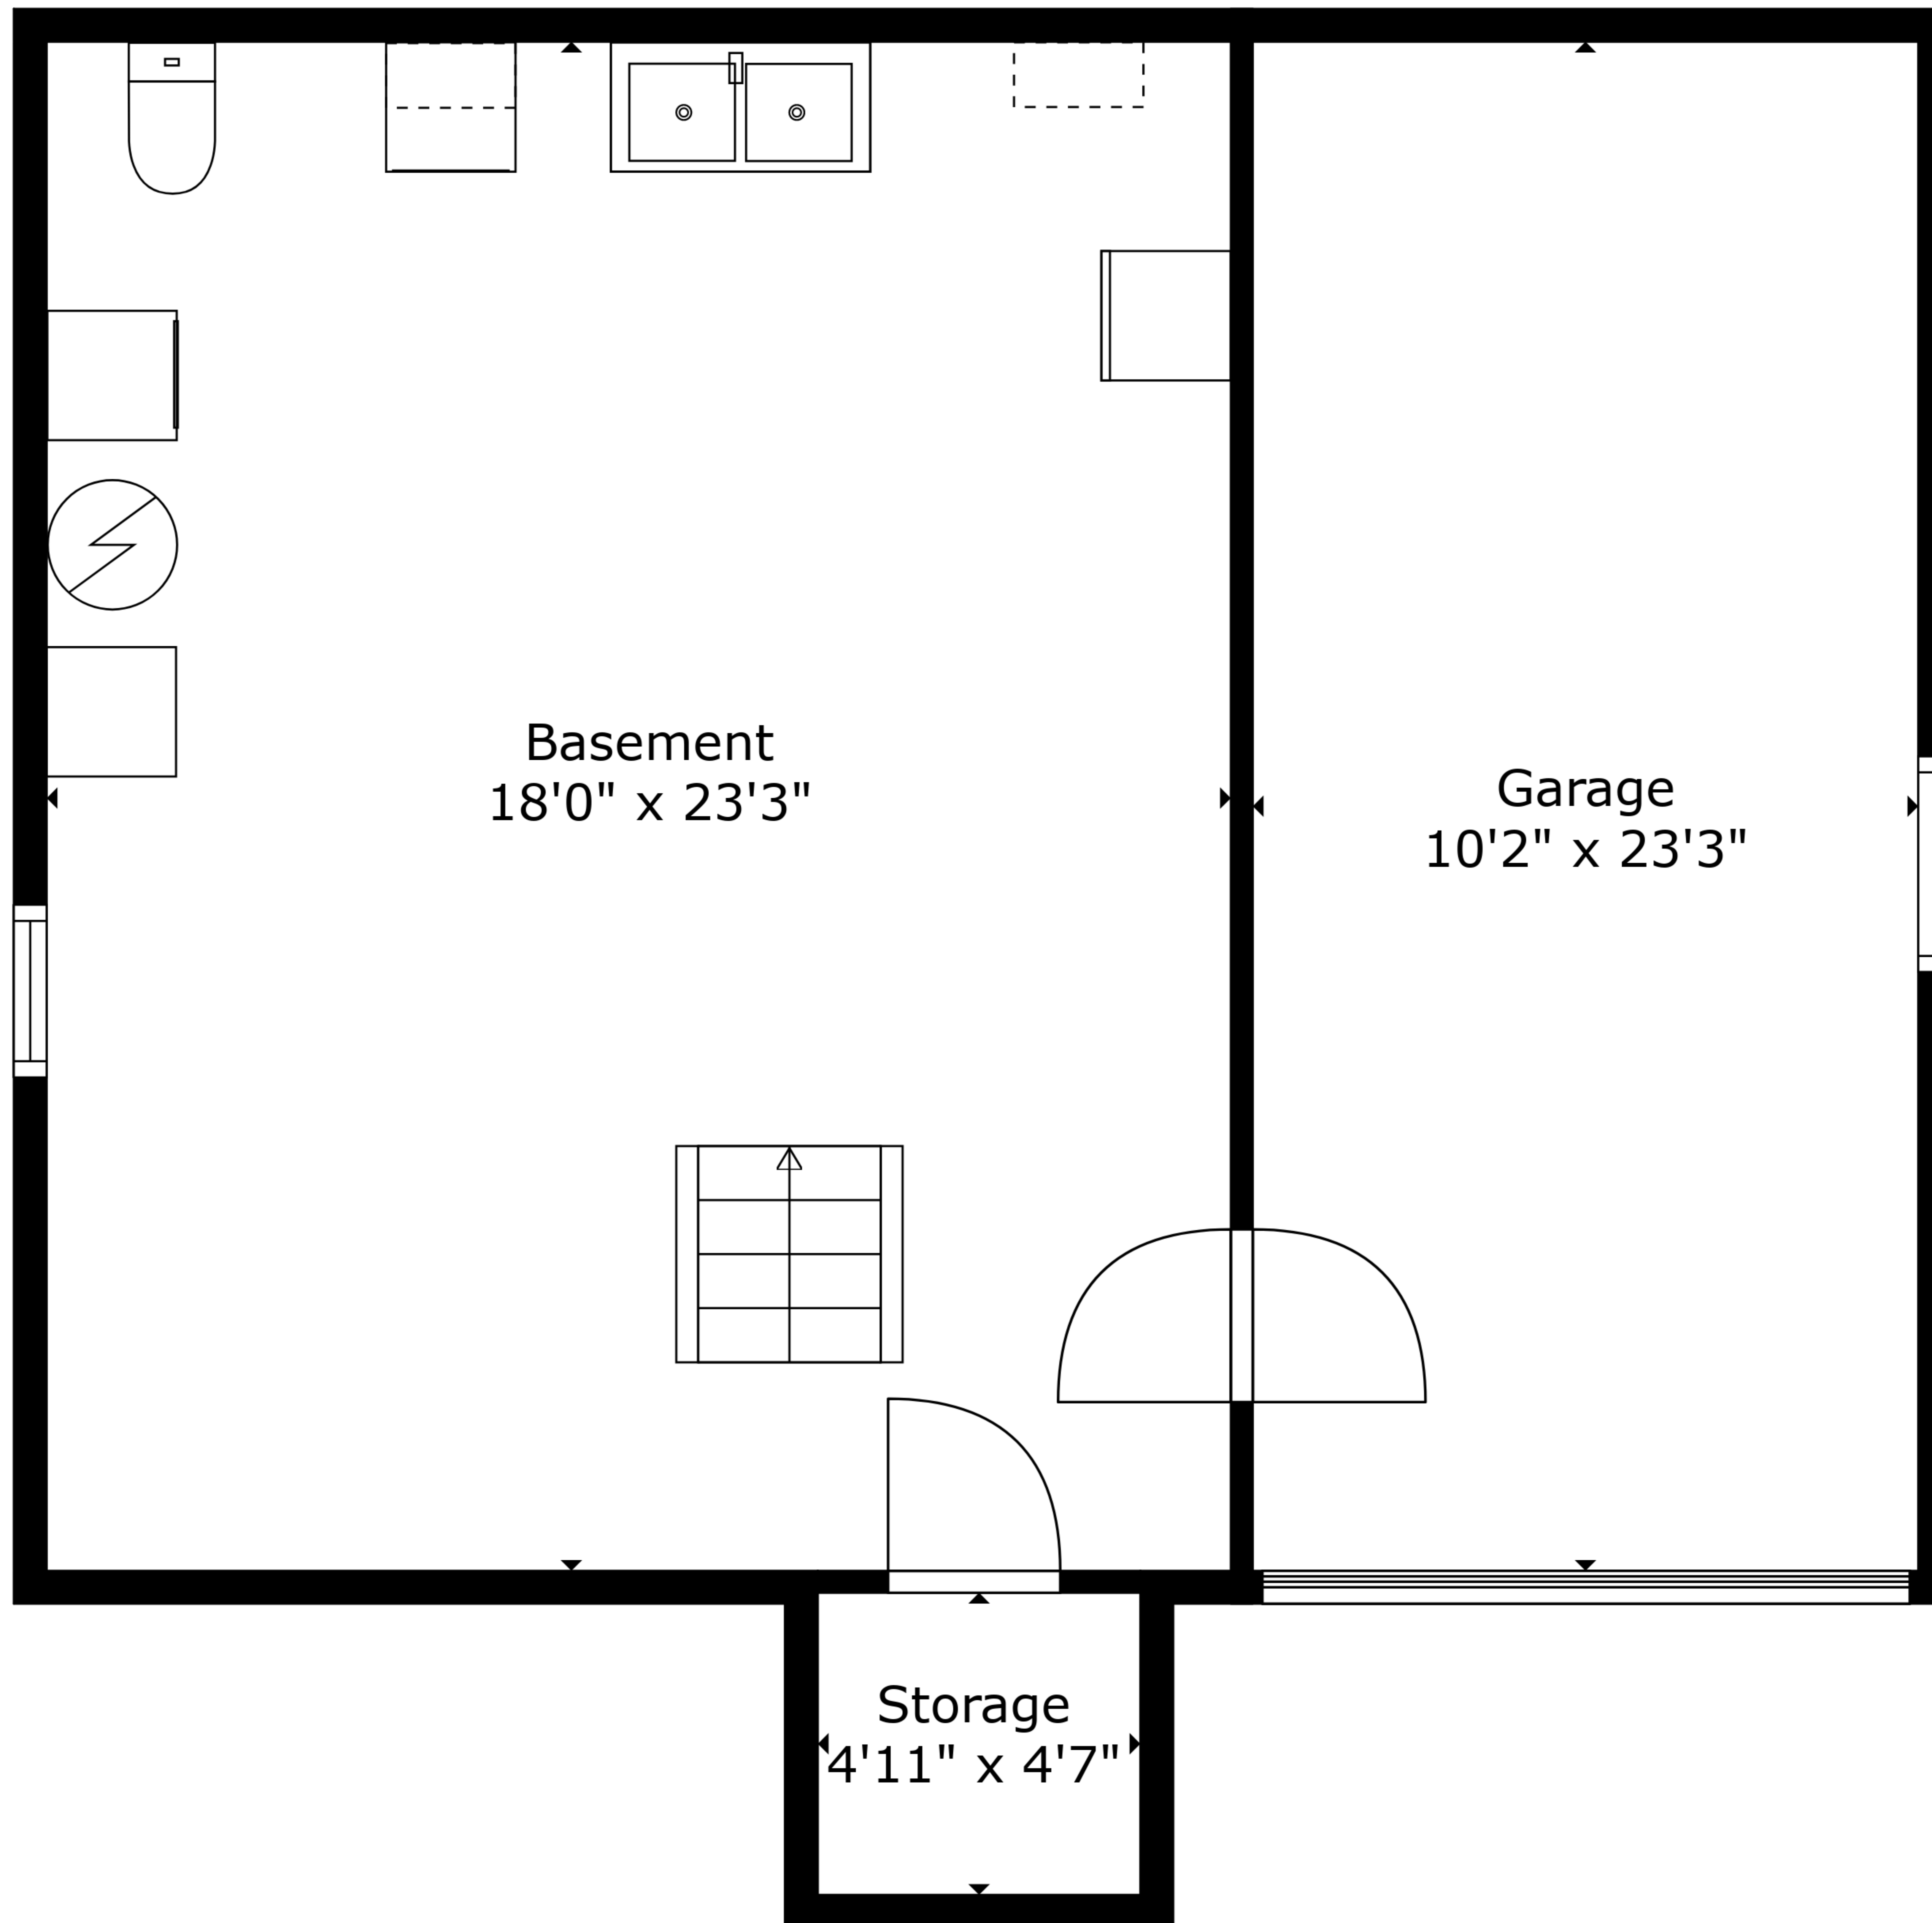 Basement
18'0" x 23'3"
Garage
10'2" x 23'3"
Storage
4'11" x 4'7"